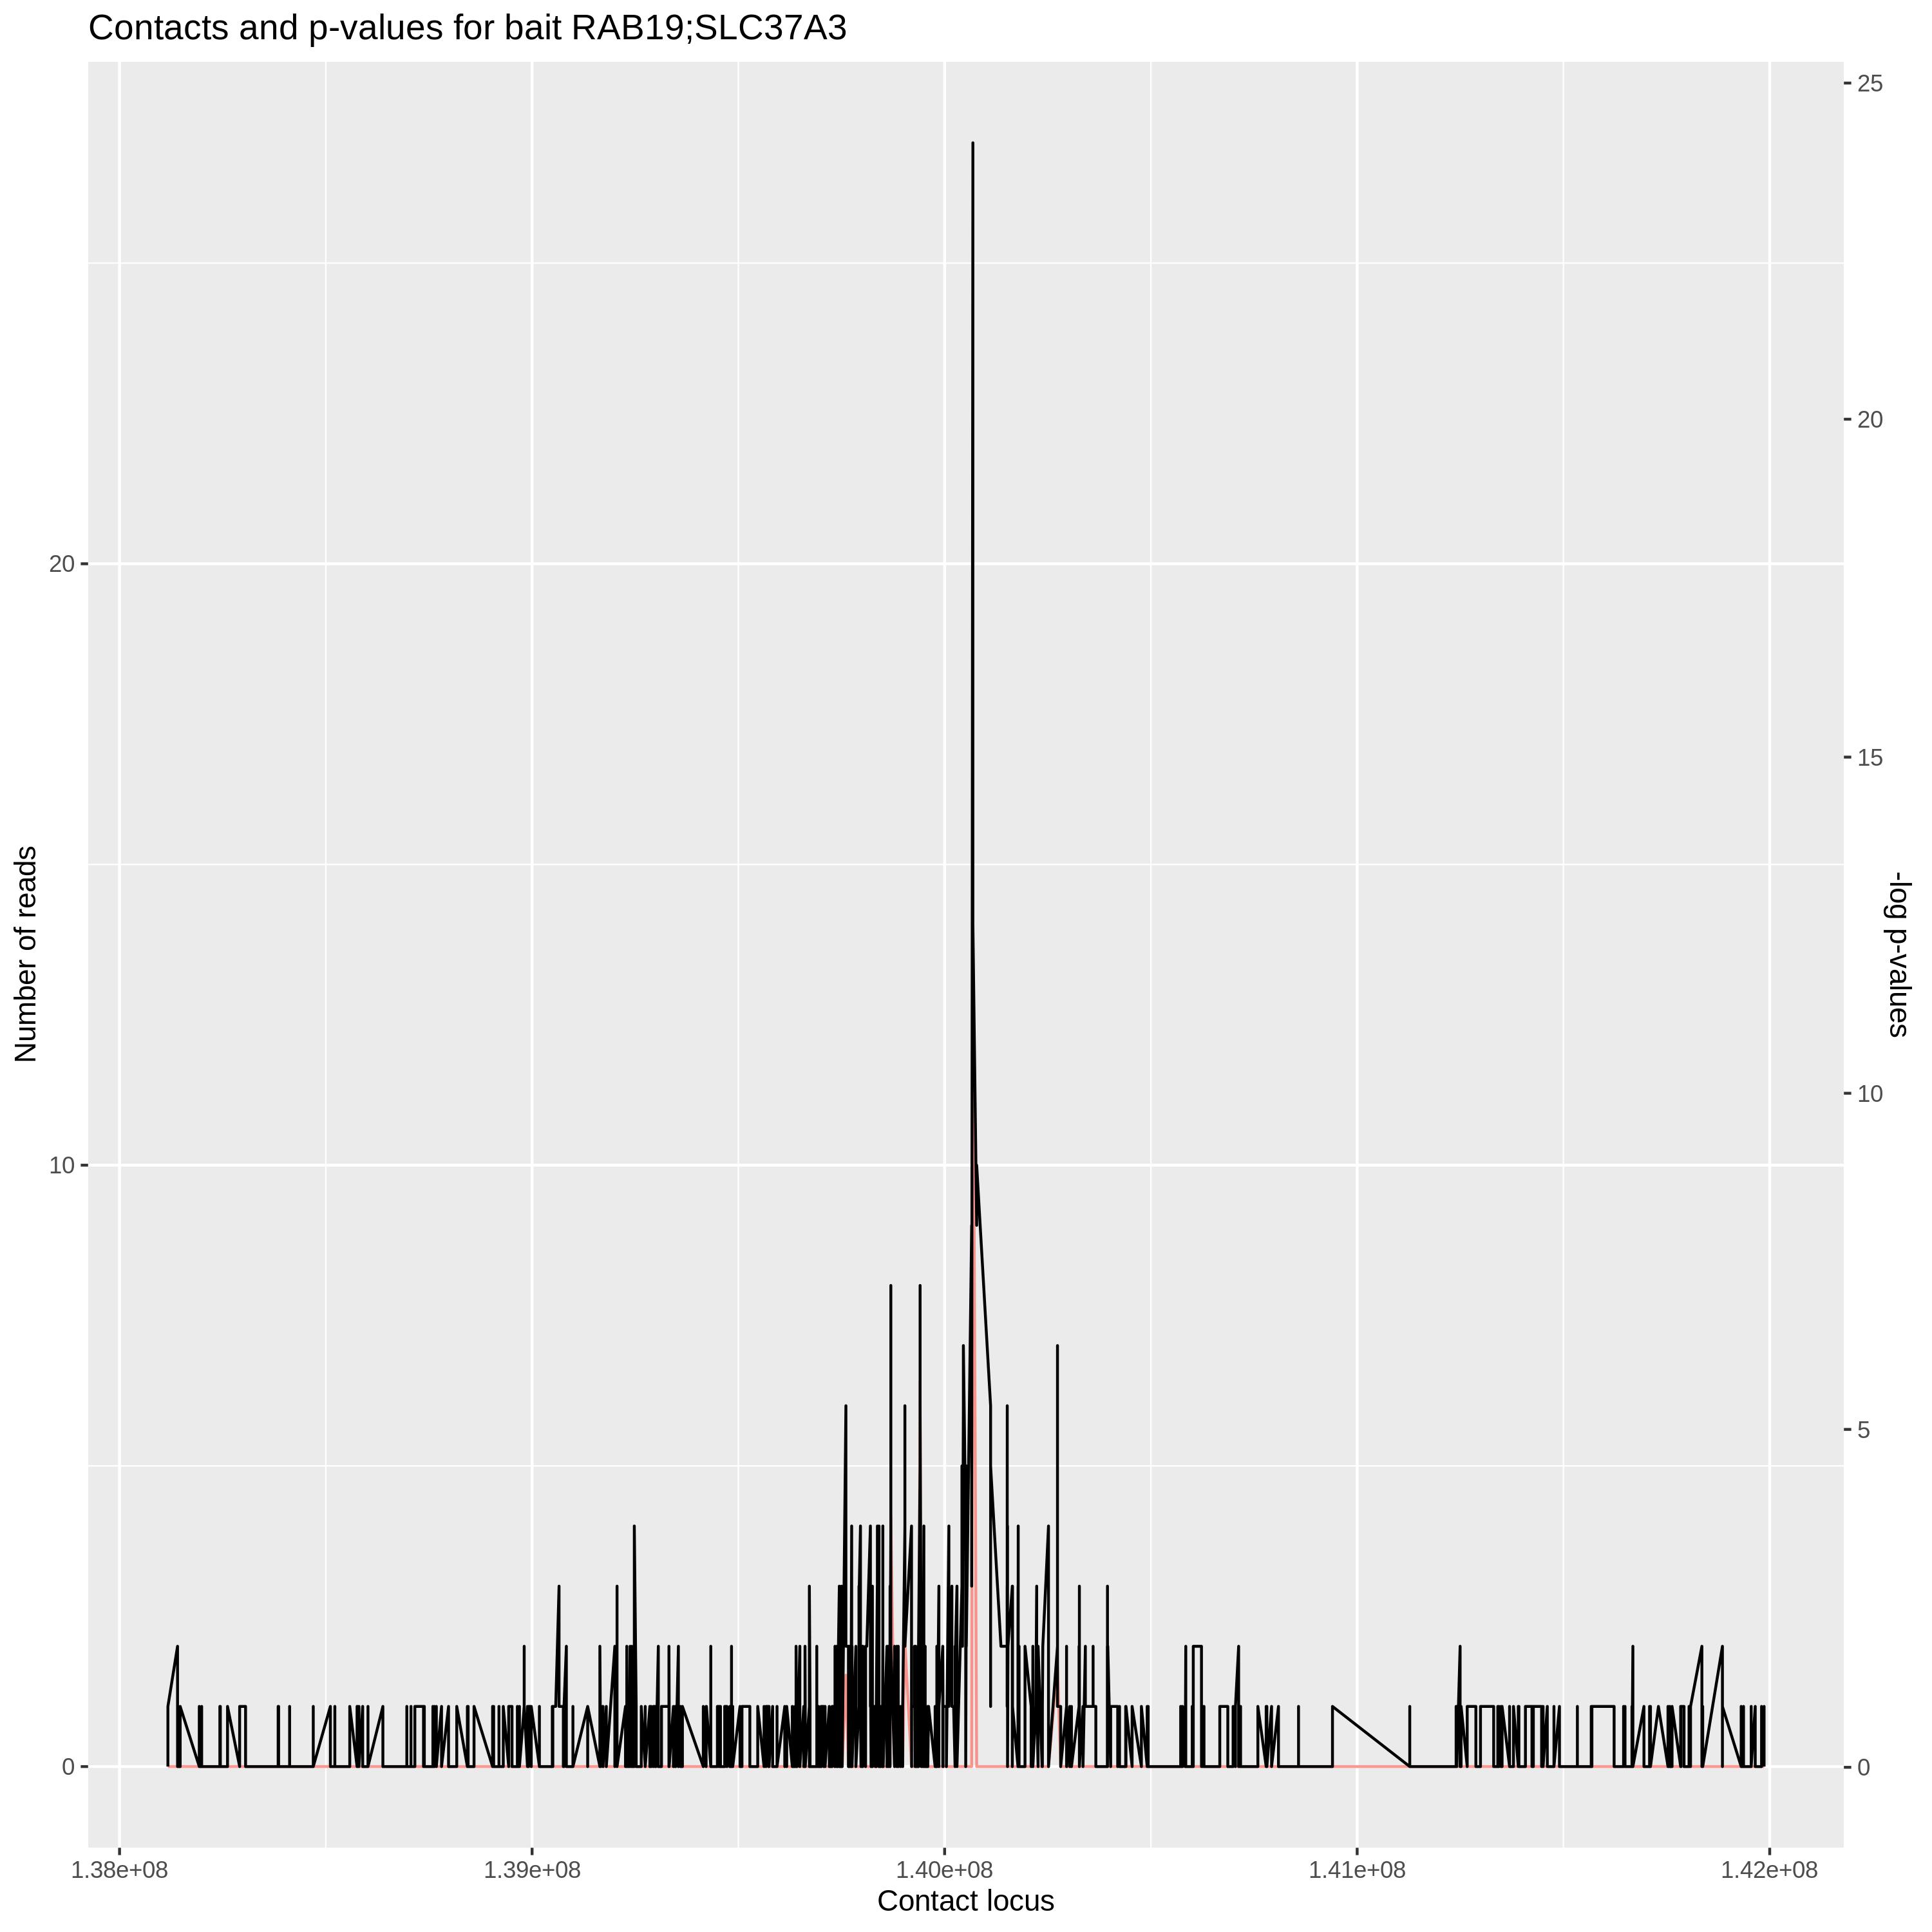 Contacts and p-values for bait RAB19;SLC37A3
25
20
20
15
Number of reads
-log p-values
10
10
5
0
0
1.38e+08
1.39e+08
1.40e+08
1.41e+08
1.42e+08
Contact locus